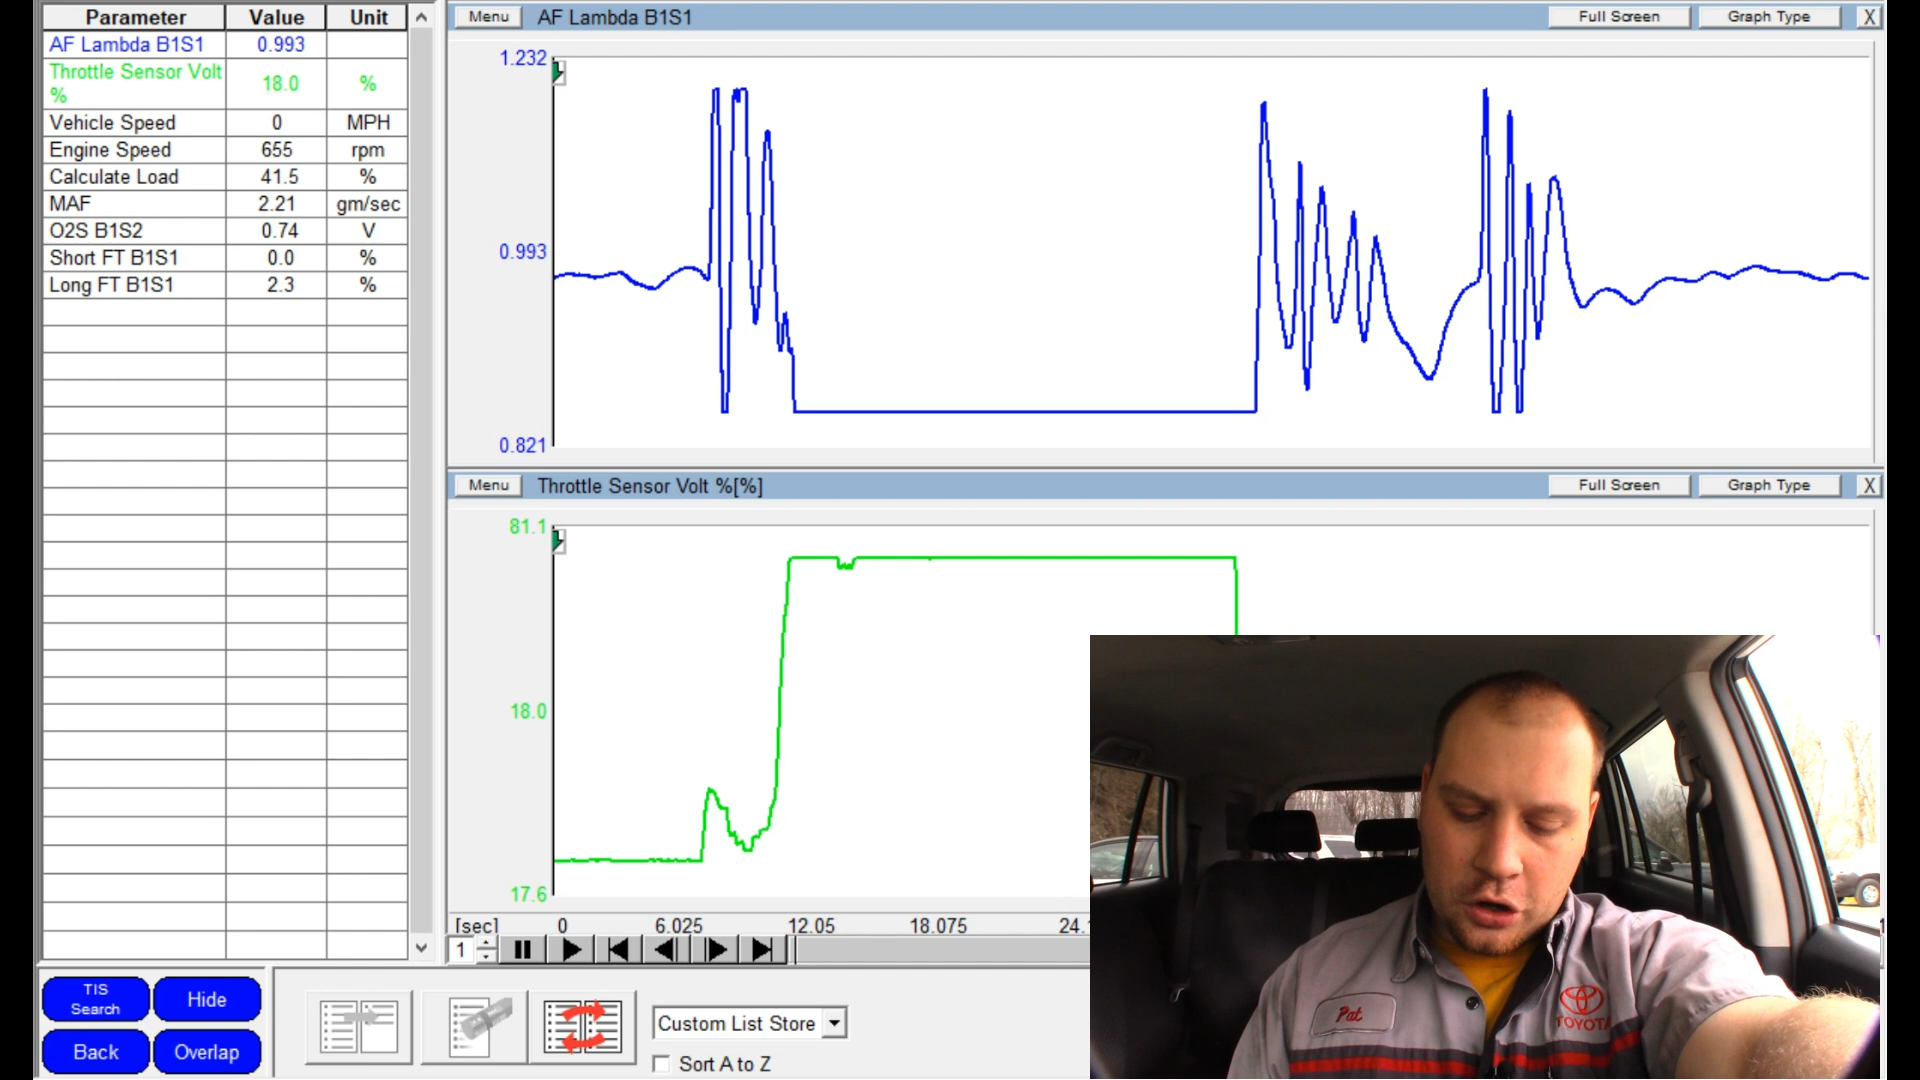 Parameter Value Unit
AF Lambda B1S1 0.993
Throttle Sensor Volt % 18.0 %
Vehicle Speed 0 MPH
Engine Speed 655 rpm
Calculate Load 41.5 %
MAF 2.21 gm/sec
O2S B1S2 0.74 V
Short FT B1S1 0.0 %
Long FT B1S1 2.3 %
Menu AF Lambda B1S1 Full Screen Graph Type X
1.232
0.993
0.821
Menu Throttle Sensor Volt %[%] Full Screen Graph Type X
81.1
18.0
17.6
[sec] 0 6.025 12.05 18.075 24.1
1
TIS Search
Hide
Back
Overlap
Custom List Store
Sort A to Z
Pat
TOYOTA